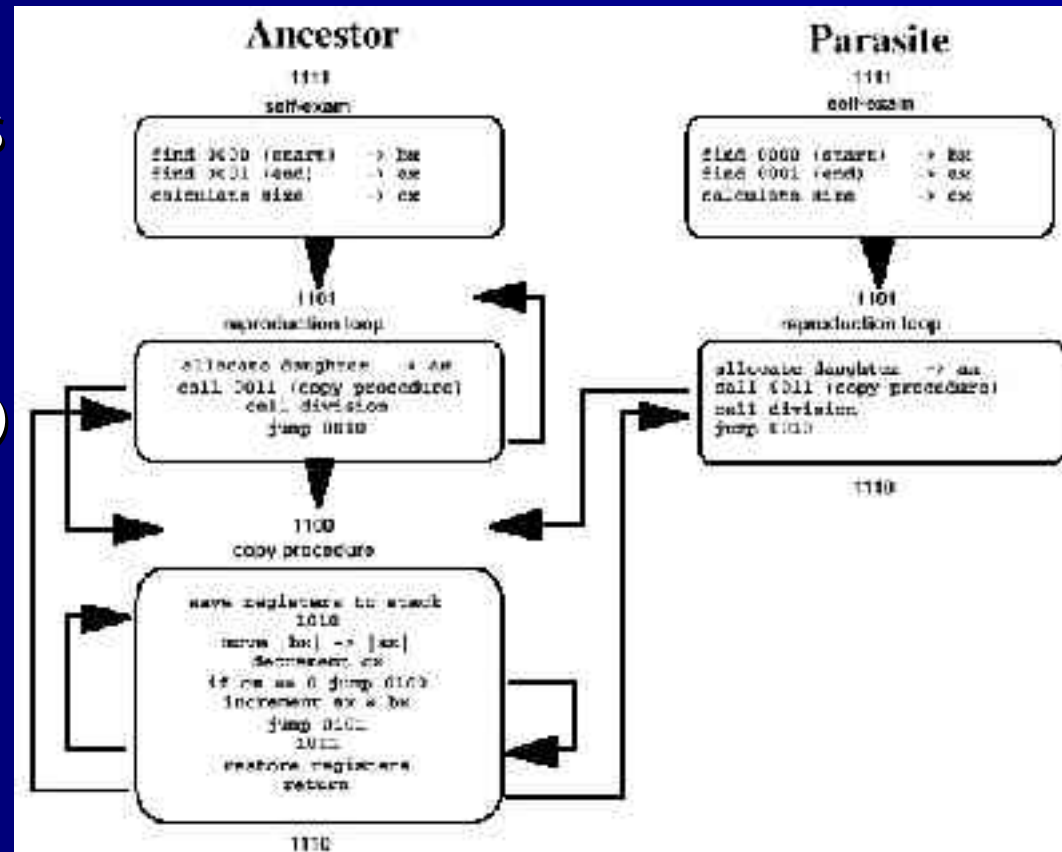 Ancestor
1111
self-exam
find 0000 (start) -> bx
find 0001 (end) -> ax
calculate size -> cx
1101
reproduction loop
allocate daughter -> ax
call 0011 (copy procedure)
cell division
jump 0010
1100
copy procedure
save registers to stack
1010
move [bx] -> [ax]
decrement cx
if cx == 0 jump 0100
increment ax & bx
jump 0101
1011
restore registers
return
1110
Parasite
1111
self-exam
find 0000 (start) -> bx
find 0001 (end) -> ax
calculate size -> cx
1101
reproduction loop
allocate daughter -> ax
call 0011 (copy procedure)
cell division
jump 0010
1110
s
)